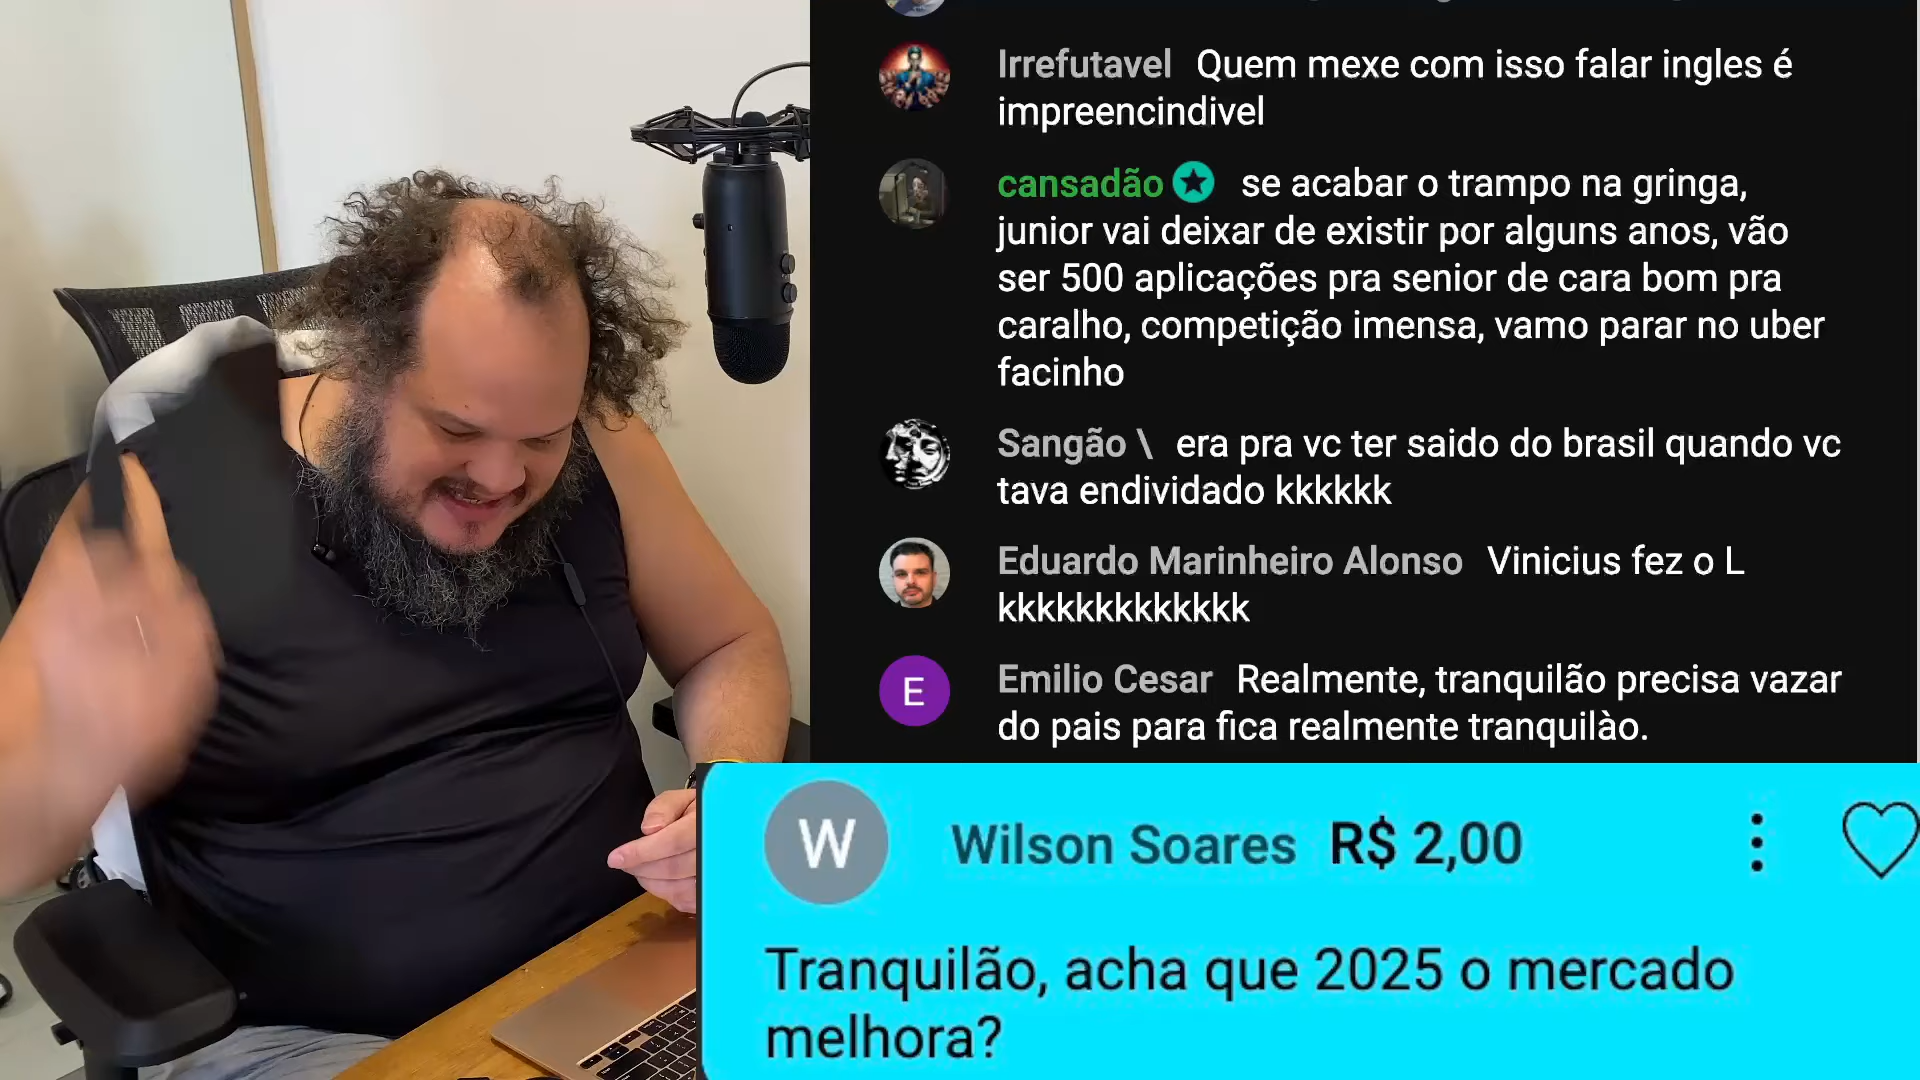 Irrefutavel Quem mexe com isso falar ingles é
impreencindivel
cansadão se acabar o trampo na gringa,
junior vai deixar de existir por alguns anos, vão
ser 500 aplicações pra senior de cara bom pra
caralho, competição imensa, vamo parar no uber
facinho
Sangão \ era pra vc ter saido do brasil quando vc
tava endividado kkkkkk
Eduardo Marinheiro Alonso Vinicius fez o L
kkkkkkkkkkkkk
E Emilio Cesar Realmente, tranquilão precisa vazar
do pais para fica realmente tranquilào.
W Wilson Soares R$ 2,00
Tranquilão, acha que 2025 o mercado
melhora?